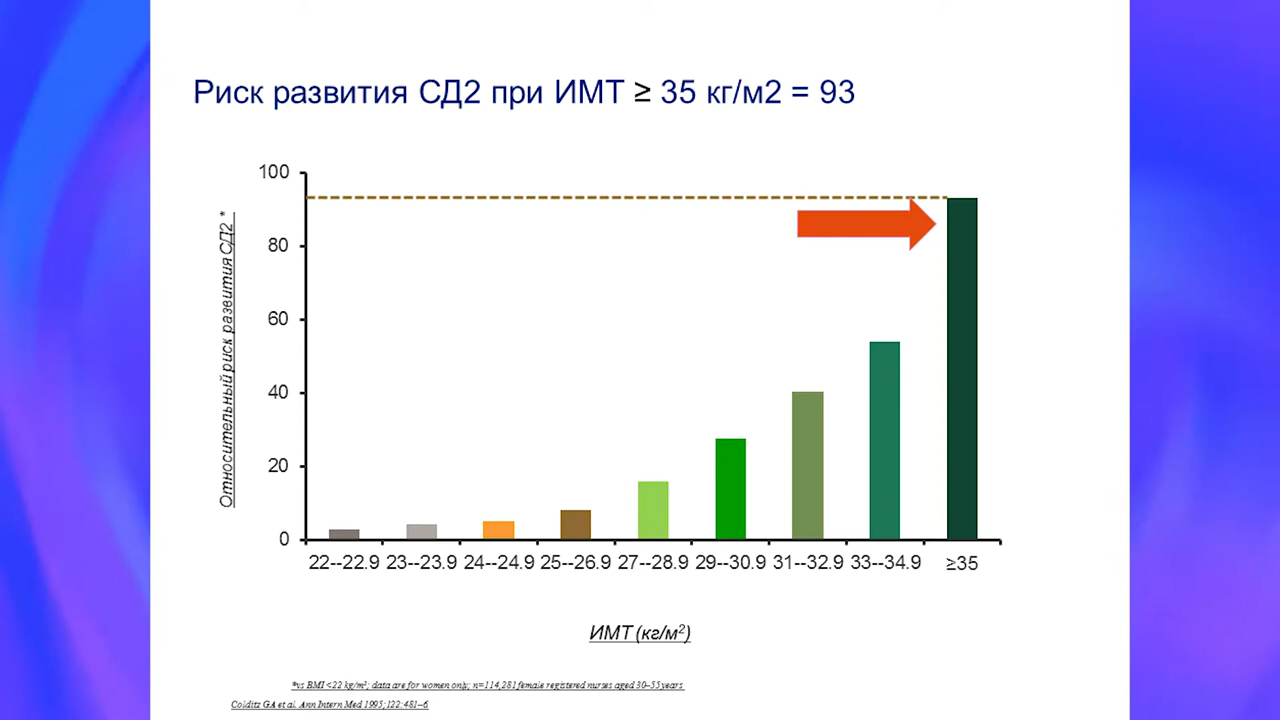 Риск развития СД2 при ИМТ ≥ 35 кг/м2 = 93
Относительный риск развития СД2 *
100
80
60
40
20
0
22--22.9 23--23.9 24--24.9 25--26.9 27--28.9 29--30.9 31--32.9 33--34.9 ≥35
ИМТ (кг/м²)
*vs BMI <22 kg/m²; data are for women only; n=114,281 female registered nurses aged 30–55 years
Colditz GA et al. Ann Intern Med 1995;122:481–6